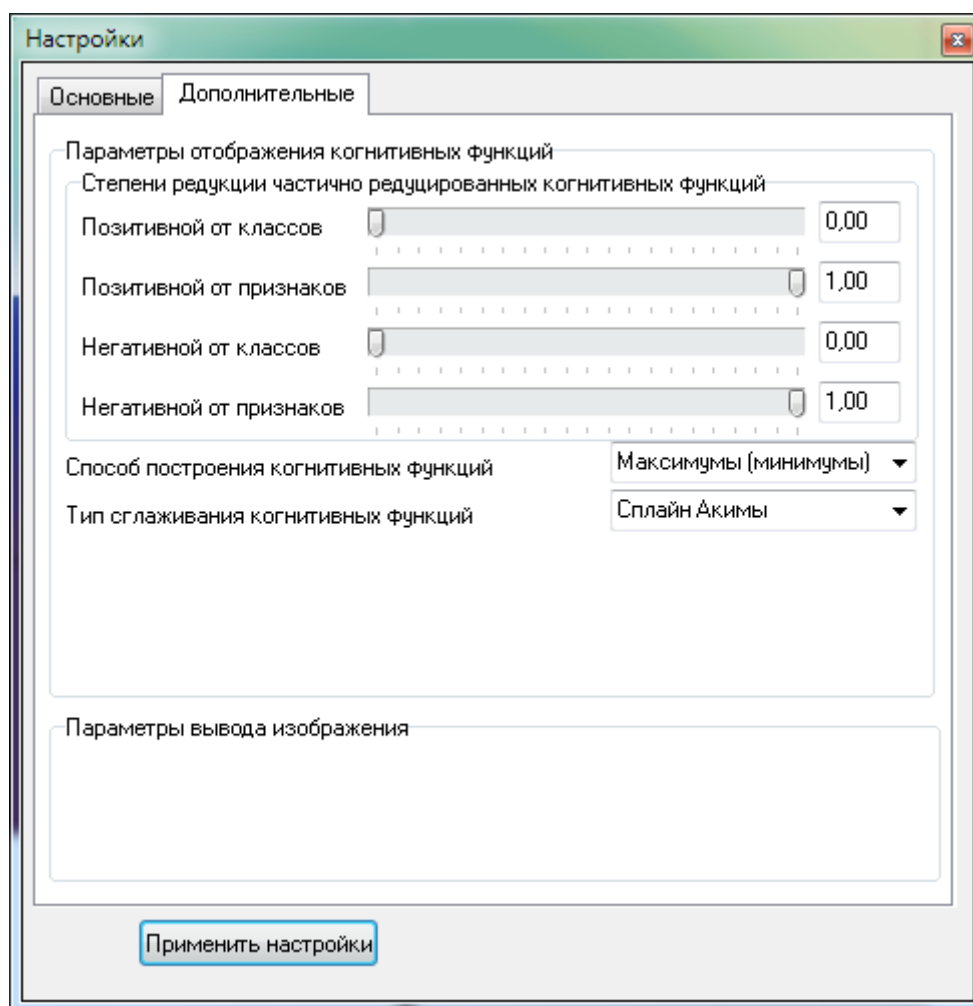 Настройки
Основные Дополнительные
Параметры отображения когнитивных функций
Степени редукции частично редуцированных когнитивных функций
Позитивной от классов 0,00
Позитивной от признаков 1,00
Негативной от классов 0,00
Негативной от признаков 1,00
Способ построения когнитивных функций Максимумы (минимумы)
Тип сглаживания когнитивных функций Сплайн Акимы
Параметры вывода изображения
Применить настройки